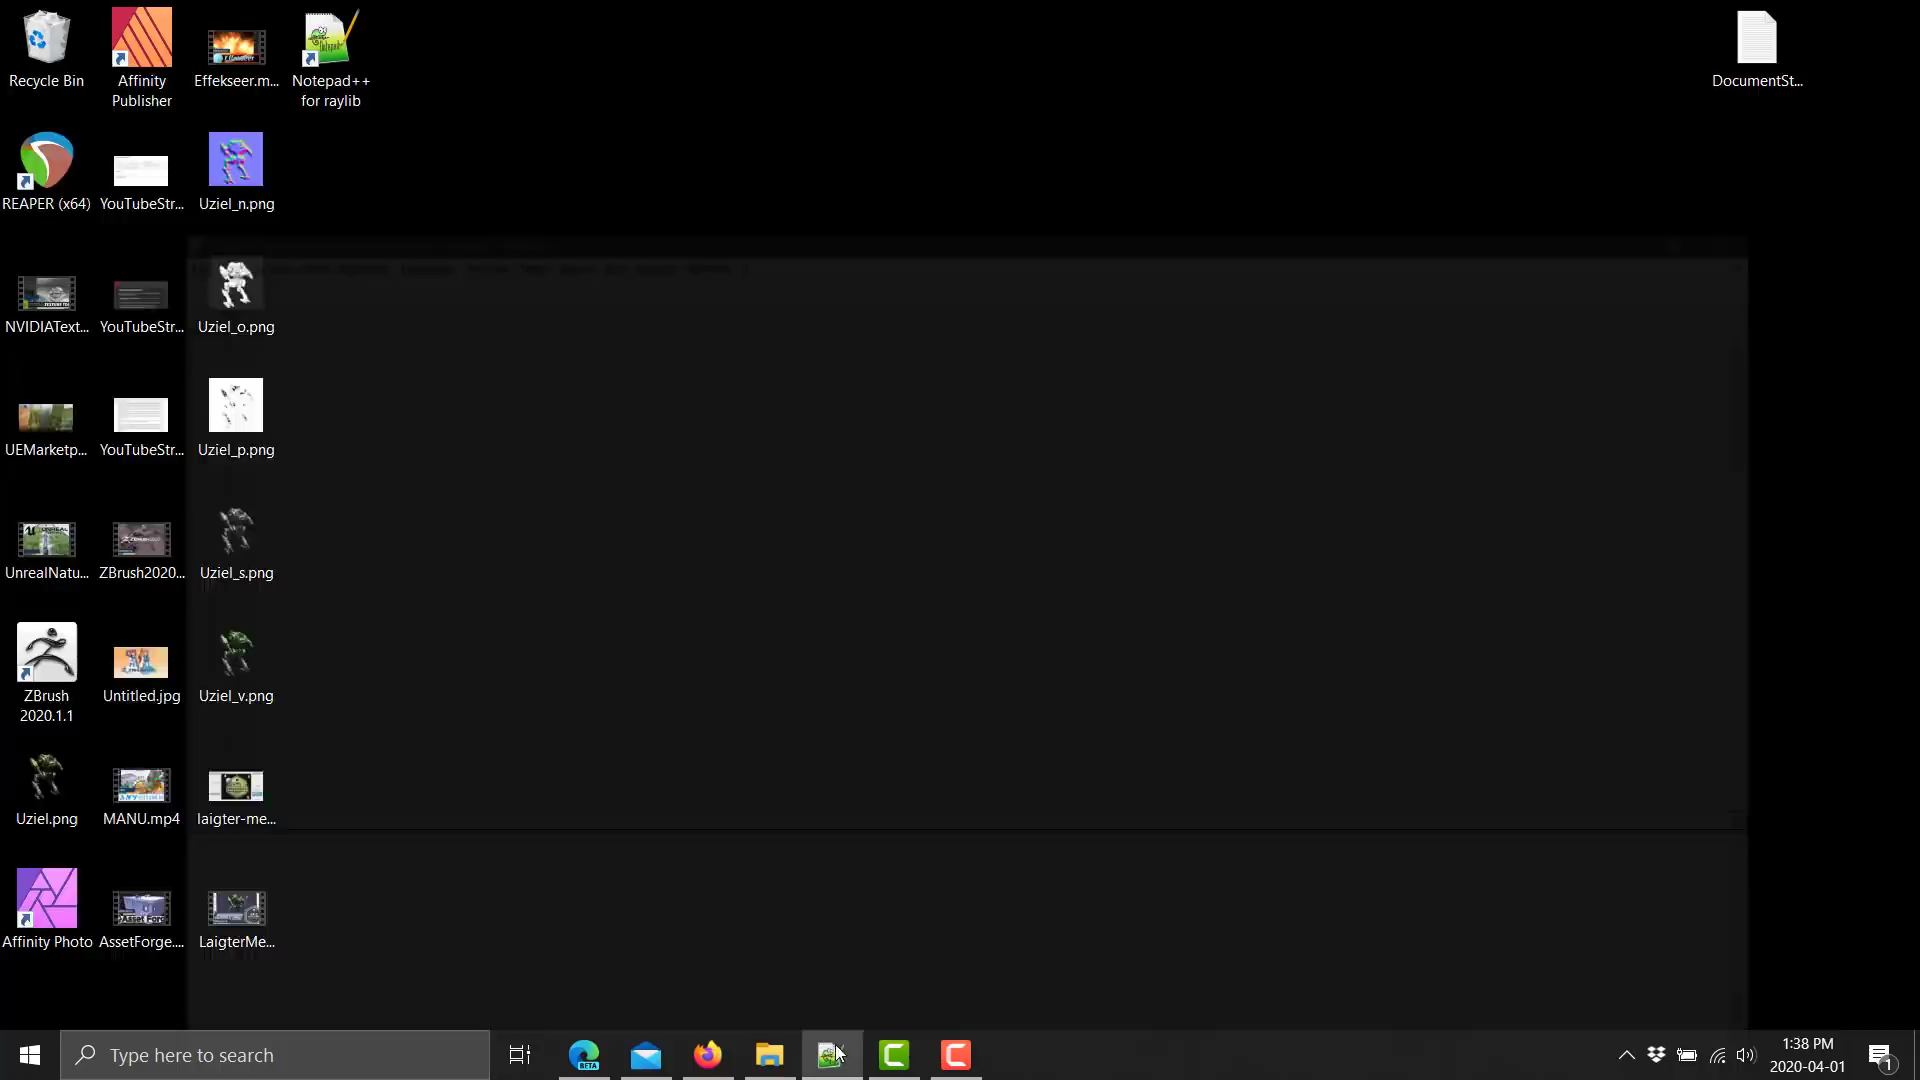 Recycle Bin
Affinity
Publisher
Effekseer.m...
Notepad++
for raylib
DocumentSt...
REAPER (x64)
YouTubeStr...
Uziel_n.png
NVIDIAText...
YouTubeStr...
Uziel_o.png
UEMarketp...
YouTubeStr...
Uziel_p.png
UnrealNatu...
ZBrush2020...
Uziel_s.png
ZBrush
2020.1.1
Untitled.jpg
Uziel_v.png
Uziel.png
MANU.mp4
laigter-me...
Affinity Photo
AssetForge....
LaigterMe...
Type here to search
BETA
1:38 PM
2020-04-01
1